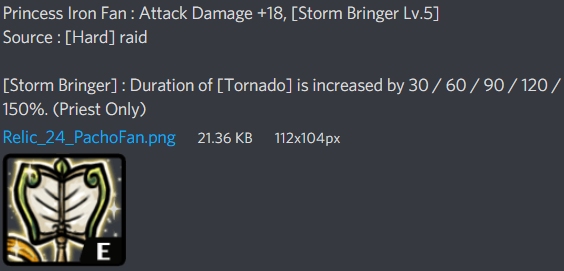 Princess Iron Fan : Attack Damage +18, [Storm Bringer Lv.5]
Source : [Hard] raid
[Storm Bringer] : Duration of [Tornado] is increased by 30 / 60 / 90 / 120 /
150%. (Priest Only)
Relic_24_PachoFan.png 21.36 KB 112x104px
E